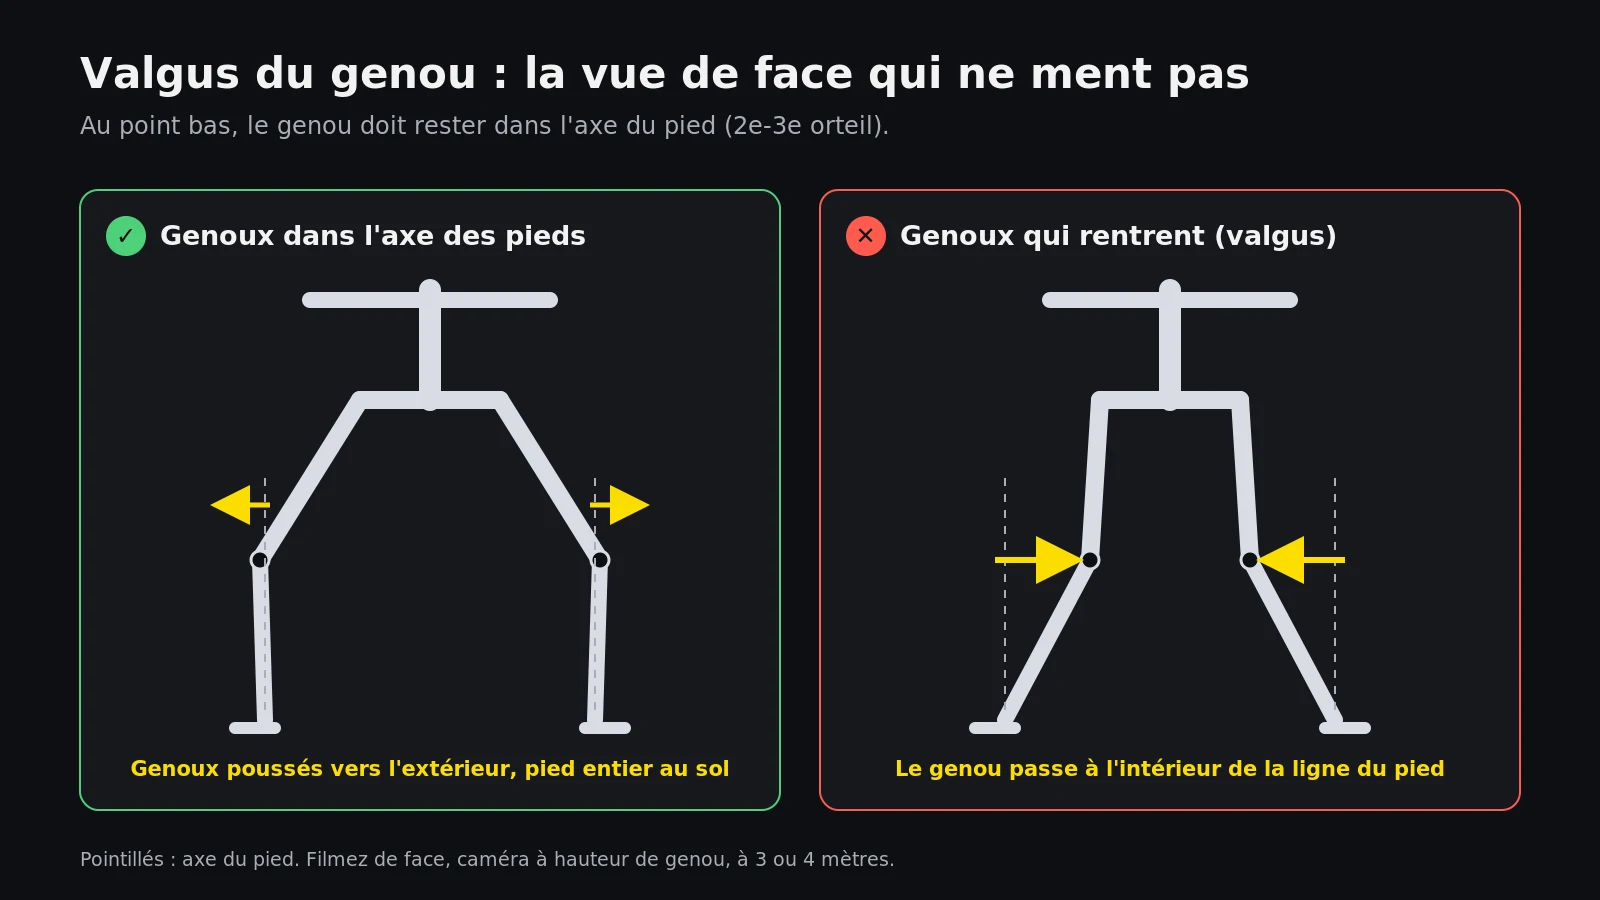 Valgus du genou : la vue de face qui ne ment pas
Au point bas, le genou doit rester dans l'axe du pied (2e-3e orteil).
✓ Genoux dans l'axe des pieds
✕ Genoux qui rentrent (valgus)
Genoux poussés vers l'extérieur, pied entier au sol
Le genou passe à l'intérieur de la ligne du pied
Pointillés : axe du pied. Filmez de face, caméra à hauteur de genou, à 3 ou 4 mètres.